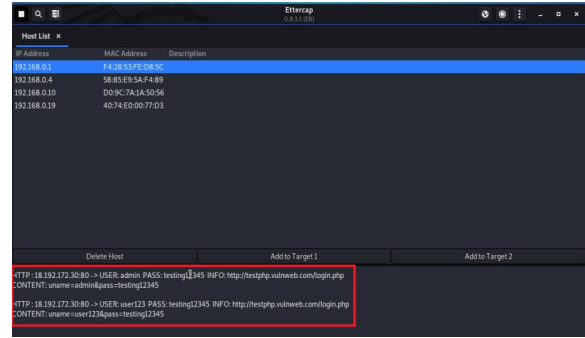 Ettercap
0.8.3.1 (EB)
Host List ×
IP Address MAC Address Description
192.168.0.1 F4:28:53:FE:D8:5C
192.168.0.4 58:85:E9:5A:F4:89
192.168.0.10 D0:9C:7A:1A:50:56
192.168.0.19 40:74:E0:00:77:D3
Delete Host Add to Target 1 Add to Target 2
HTTP : 18.192.172.30:80 -> USER: admin PASS: testing12345 INFO: http://testphp.vulnweb.com/login.php
CONTENT: uname=admin&pass=testing12345
HTTP : 18.192.172.30:80 -> USER: user123 PASS: testing12345 INFO: http://testphp.vulnweb.com/login.php
CONTENT: uname=user123&pass=testing12345